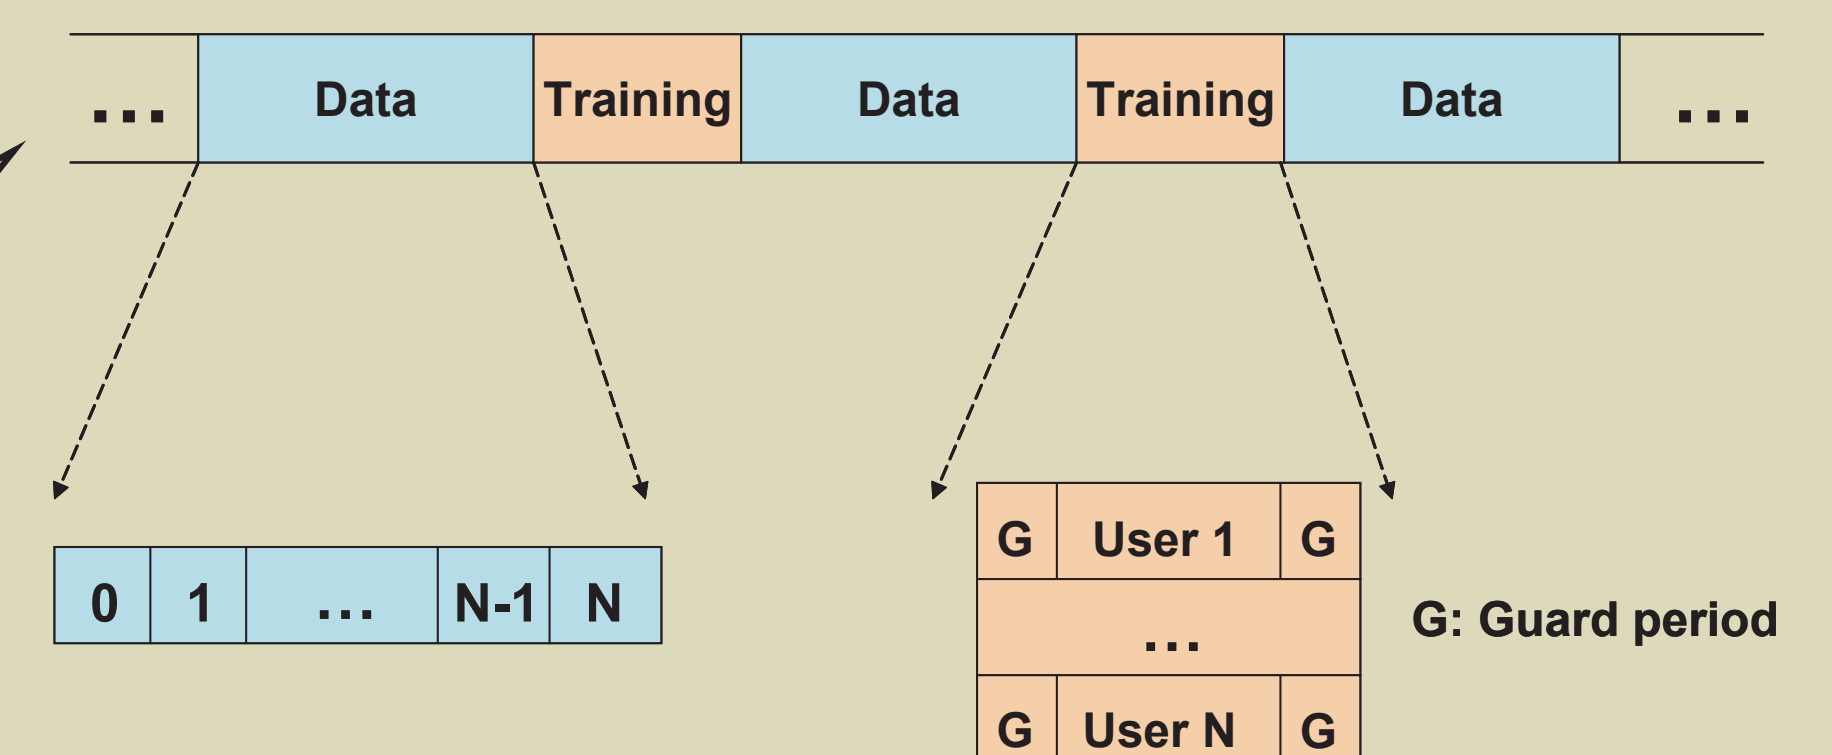 ... Data Training Data Training Data ...
G User 1 G
0 1 ... N-1 N
...
G: Guard period
G User N G